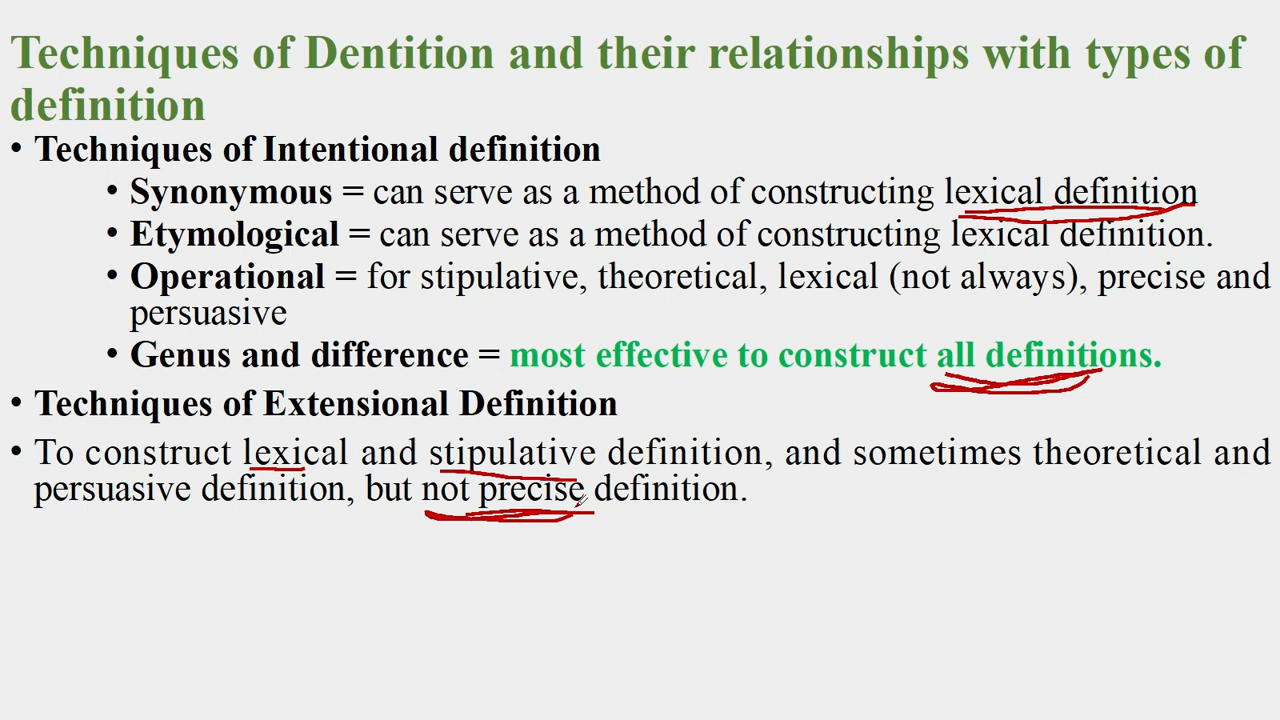 Techniques of Dentition and their relationships with types of
definition
• Techniques of Intentional definition
• Synonymous = can serve as a method of constructing lexical definition
• Etymological = can serve as a method of constructing lexical definition.
• Operational = for stipulative, theoretical, lexical (not always), precise and
persuasive
• Genus and difference = most effective to construct all definitions.
• Techniques of Extensional Definition
• To construct lexical and stipulative definition, and sometimes theoretical and
persuasive definition, but not precise definition.